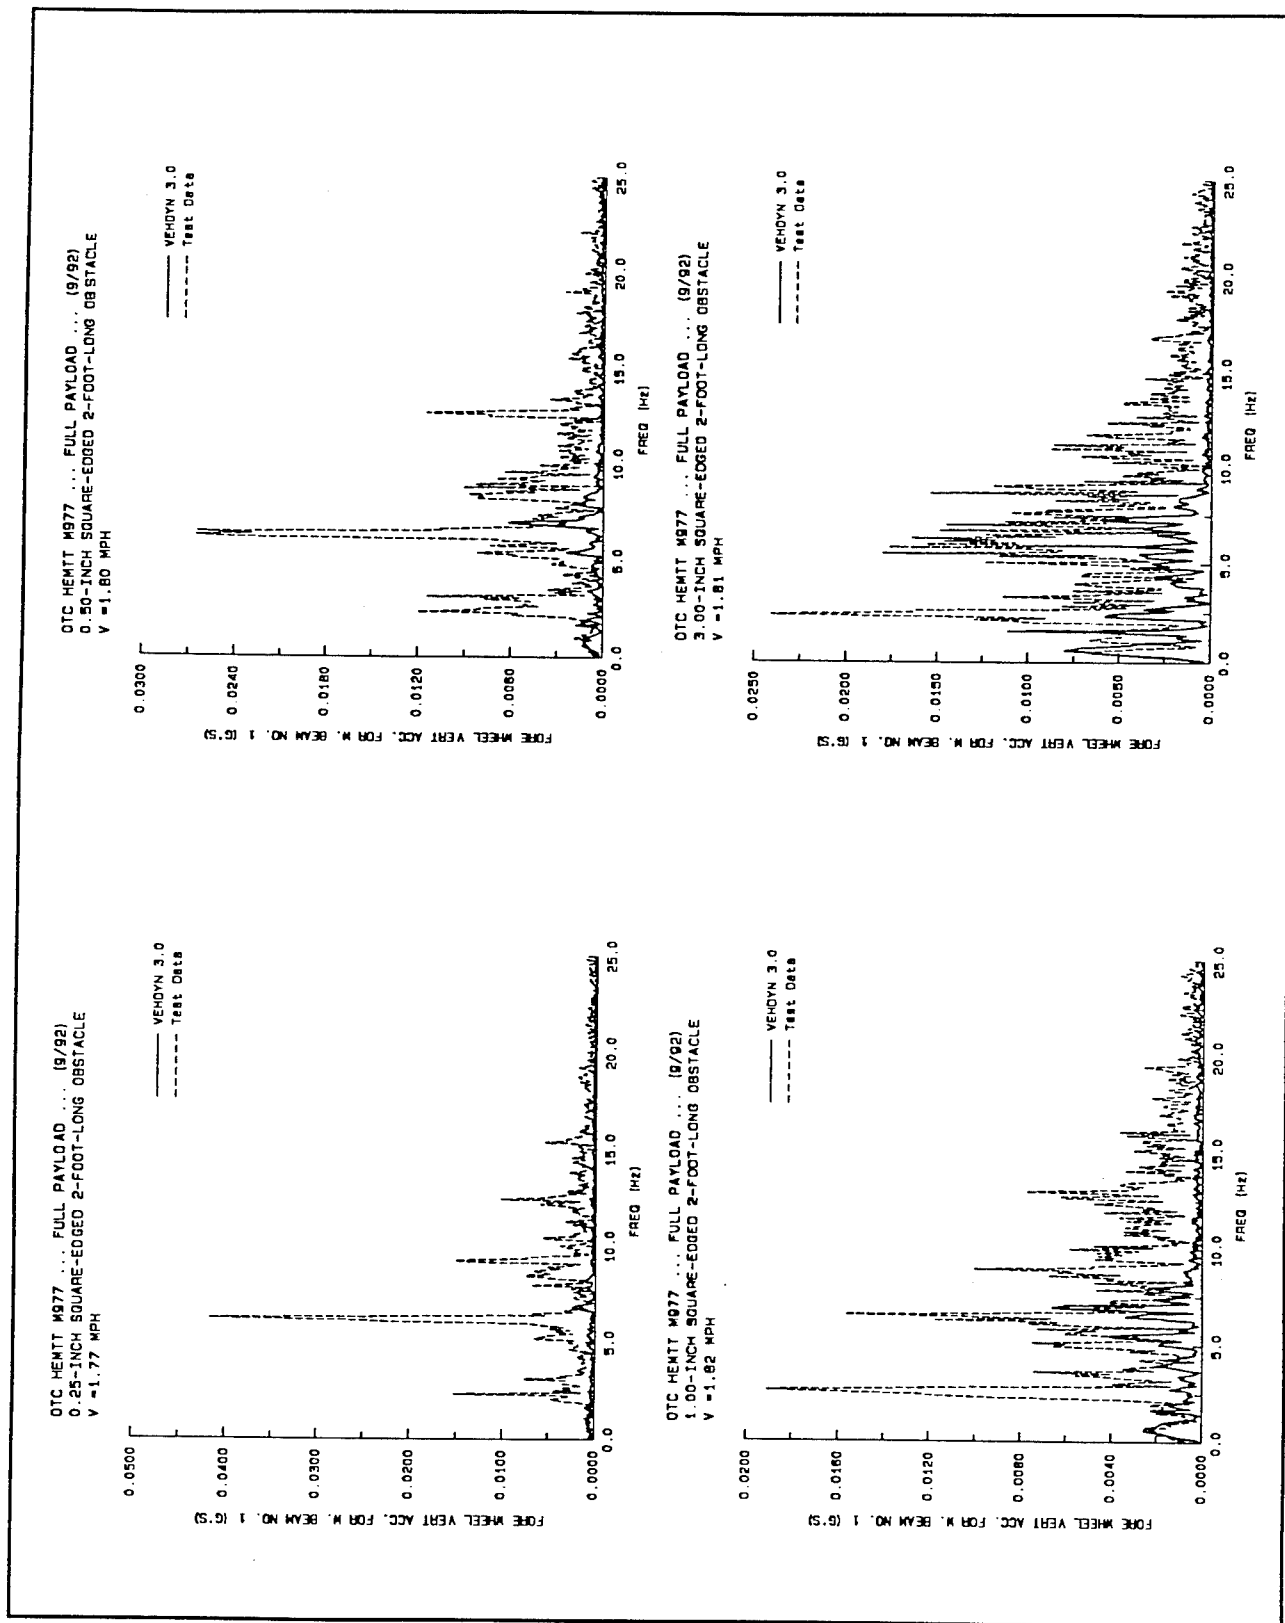 OTC HEMTT M977 ... FULL PAYLOAD ... (9/92)
0.25-INCH SQUARE-EDGED 2-FOOT-LONG OBSTACLE
V =1.77 MPH
VEHDYN 3.0
Test Data
FORE WHEEL VERT ACC. FOR W. BEAM NO. 1 (G'S)
0.0500
0.0400
0.0300
0.0200
0.0100
0.0000
0.0
5.0
10.0
15.0
20.0
25.0
FREQ (Hz)
OTC HEMTT M977 ... FULL PAYLOAD ... (9/92)
0.50-INCH SQUARE-EDGED 2-FOOT-LONG OBSTACLE
V =1.80 MPH
VEHDYN 3.0
Test Data
FORE WHEEL VERT ACC. FOR W. BEAM NO. 1 (G'S)
0.0300
0.0240
0.0180
0.0120
0.0060
0.0000
0.0
5.0
10.0
15.0
20.0
25.0
FREQ (Hz)
OTC HEMTT M977 ... FULL PAYLOAD ... (9/92)
1.00-INCH SQUARE-EDGED 2-FOOT-LONG OBSTACLE
V =1.82 MPH
VEHDYN 3.0
Test Data
FORE WHEEL VERT ACC. FOR W. BEAM NO. 1 (G'S)
0.0200
0.0160
0.0120
0.0080
0.0040
0.0000
0.0
5.0
10.0
15.0
20.0
25.0
FREQ (Hz)
OTC HEMTT M977 ... FULL PAYLOAD ... (9/92)
3.00-INCH SQUARE-EDGED 2-FOOT-LONG OBSTACLE
V =1.81 MPH
VEHDYN 3.0
Test Data
FORE WHEEL VERT ACC. FOR W. BEAM NO. 1 (G'S)
0.0250
0.0200
0.0150
0.0100
0.0050
0.0000
0.0
5.0
10.0
15.0
20.0
25.0
FREQ (Hz)